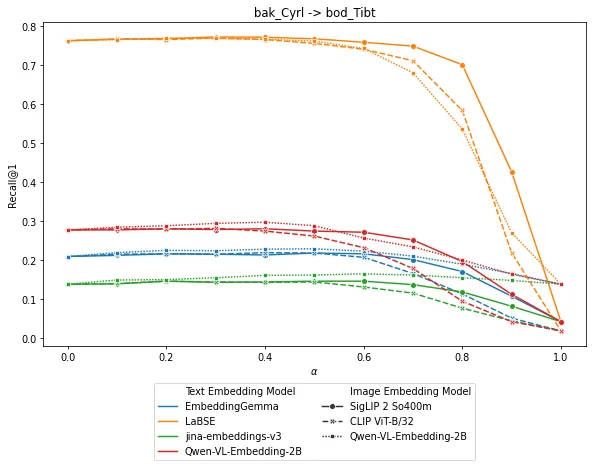 bak_Cyrl -> bod_Tibt
Recall@1
0.8
0.7
0.6
0.5
0.4
0.3
0.2
0.1
0.0
0.0 0.2 0.4 0.6 0.8 1.0
α
Text Embedding Model
EmbeddingGemma
LaBSE
jina-embeddings-v3
Qwen-VL-Embedding-2B
Image Embedding Model
SigLIP 2 So400m
CLIP ViT-B/32
Qwen-VL-Embedding-2B